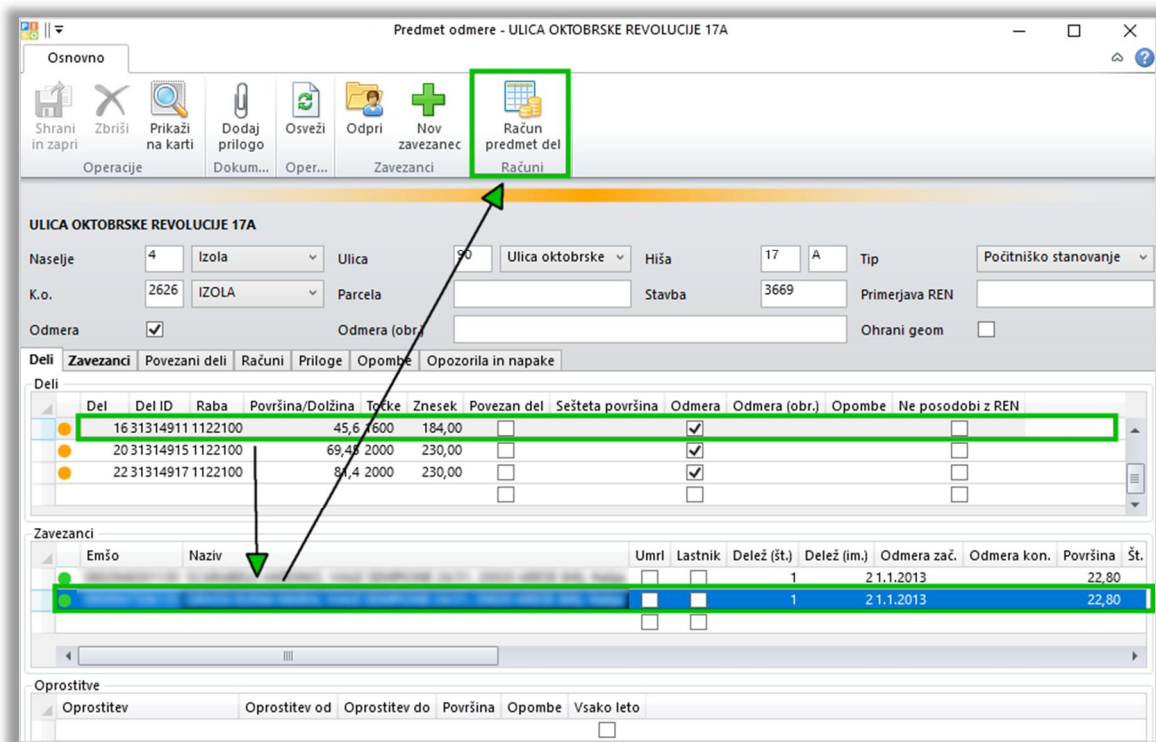 Predmet odmere - ULICA OKTOBRSKE REVOLUCIJE 17A
Osnovno
Shrani in zapri
Zbriši
Prikaži na karti
Dodaj prilogo
Osveži
Odpri
Nov zavezanec
Račun predmet del
Operacije Dokum... Oper... Zavezanci Računi
ULICA OKTOBRSKE REVOLUCIJE 17A
Naselje 4 Izola Ulica 90 Ulica oktobrske Hiša 17 A Tip Počitniško stanovanje
K.o. 2626 IZOLA Parcela Stavba 3669 Primerjava REN
Odmera Odmera (obr.) Ohrani geom
Deli Zavezanci Povezani deli Računi Priloge Opombe Opozorila in napake
Deli
Del Del ID Raba Površina/Dolžina Točke Znesek Povezan del Sešteta površina Odmera Odmera (obr.) Opombe Ne posodobi z REN
16 31314911 1122100 45,6 1600 184,00
20 31314915 1122100 69,45 2000 230,00
22 31314917 1122100 81,4 2000 230,00
Zavezanci
Emšo Naziv Umrl Lastnik Delež (št.) Delež (im.) Odmera zač. Odmera kon. Površina Št.
1 2 1.1.2013 22,80
1 2 1.1.2013 22,80
Oprostitve
Oprostitev Oprostitev od Oprostitev do Površina Opombe Vsako leto